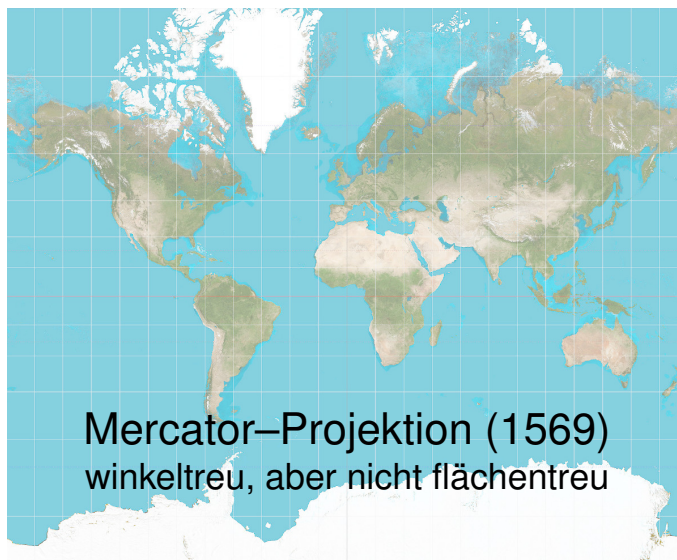 Mercator–Projektion (1569)
winkeltreu, aber nicht flächentreu